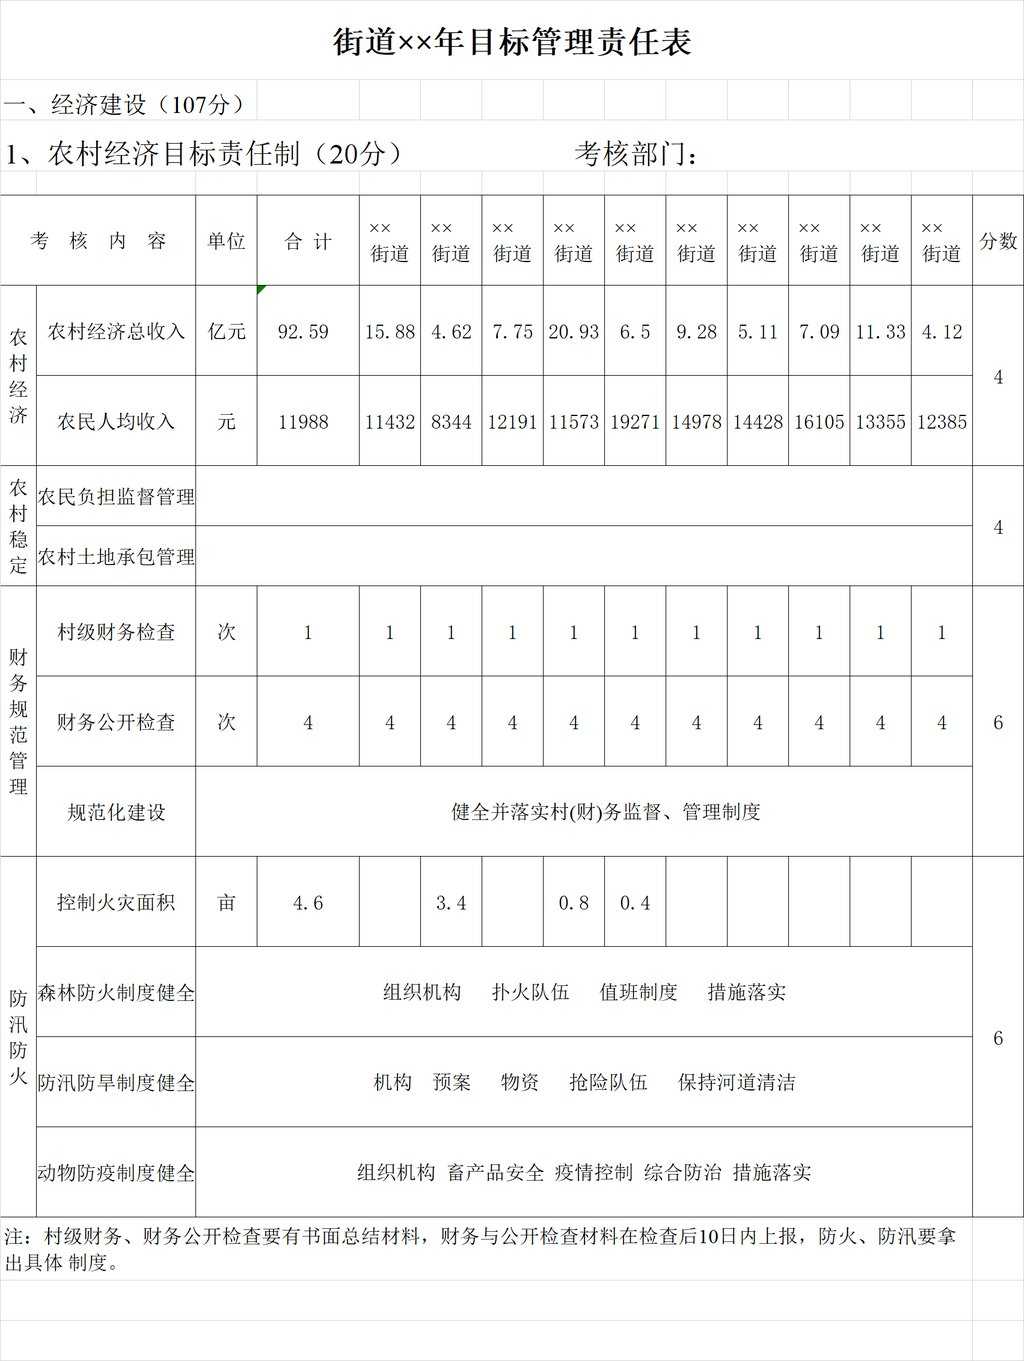 街道××年目标管理责任表
一、经济建设（107分）
1、农村经济目标责任制（20分） 考核部门：
考 核 内 容 单位 合 计 ××街道 ××街道 ××街道 ××街道 ××街道 ××街道 ××街道 ××街道 ××街道 ××街道 分数
农村经济 农村经济总收入 亿元 92.59 15.88 4.62 7.75 20.93 6.5 9.28 5.11 7.09 11.33 4.12 4
农民人均收入 元 11988 11432 8344 12191 11573 19271 14978 14428 16105 13355 12385
农村稳定 农民负担监督管理 4
农村土地承包管理
财务规范管理 村级财务检查 次 1 1 1 1 1 1 1 1 1 1 1 6
财务公开检查 次 4 4 4 4 4 4 4 4 4 4 4
规范化建设 健全并落实村(财)务监督、管理制度
防汛防火 控制火灾面积 亩 4.6 3.4 0.8 0.4 6
森林防火制度健全 组织机构 扑火队伍 值班制度 措施落实
防汛防旱制度健全 机构 预案 物资 抢险队伍 保持河道清洁
动物防疫制度健全 组织机构 畜产品安全 疫情控制 综合防治 措施落实
注：村级财务、财务公开检查要有书面总结材料，财务与公开检查材料在检查后10日内上报，防火、防汛要拿
出具体 制度。